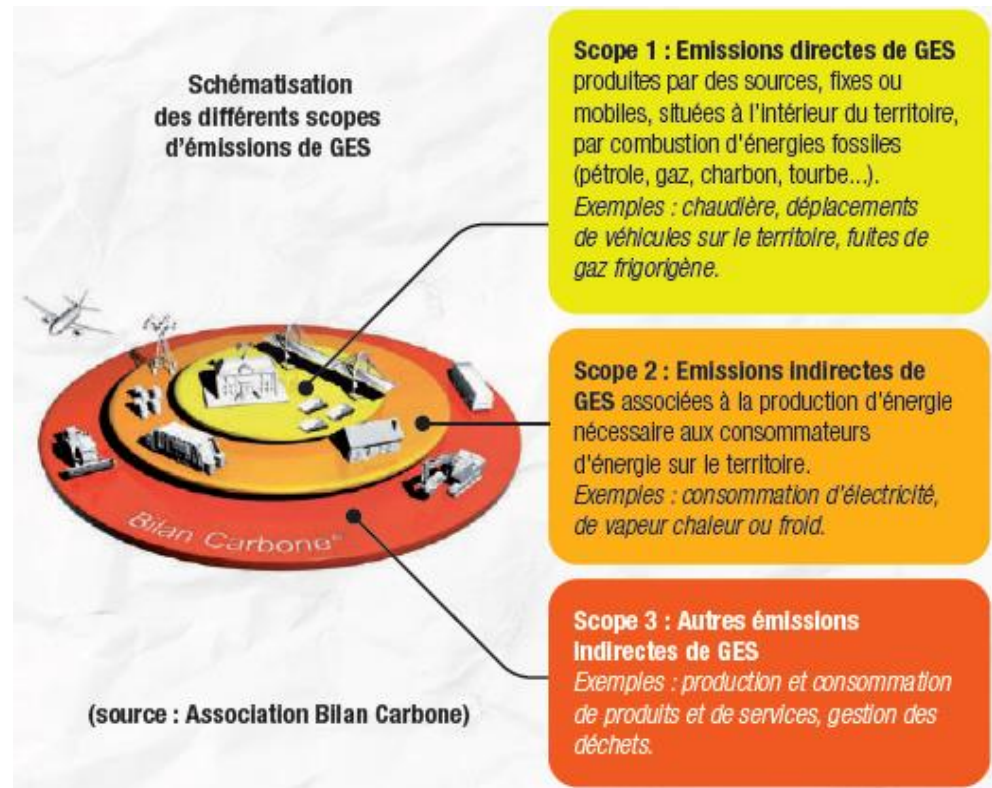 Schématisation
des différents scopes
d'émissions de GES
Scope 1 : Emissions directes de GES
produites par des sources, fixes ou
mobiles, situées à l'intérieur du territoire,
par combustion d'énergies fossiles
(pétrole, gaz, charbon, tourbe...).
Exemples : chaudière, déplacements
de véhicules sur le territoire, fuites de
gaz frigorigène.
Scope 2 : Emissions indirectes de
GES associées à la production d'énergie
nécessaire aux consommateurs
d'énergie sur le territoire.
Exemples : consommation d'électricité,
de vapeur chaleur ou froid.
Bilan Carbone®
Scope 3 : Autres émissions
indirectes de GES
Exemples : production et consommation
de produits et de services, gestion des
déchets.
(source : Association Bilan Carbone)